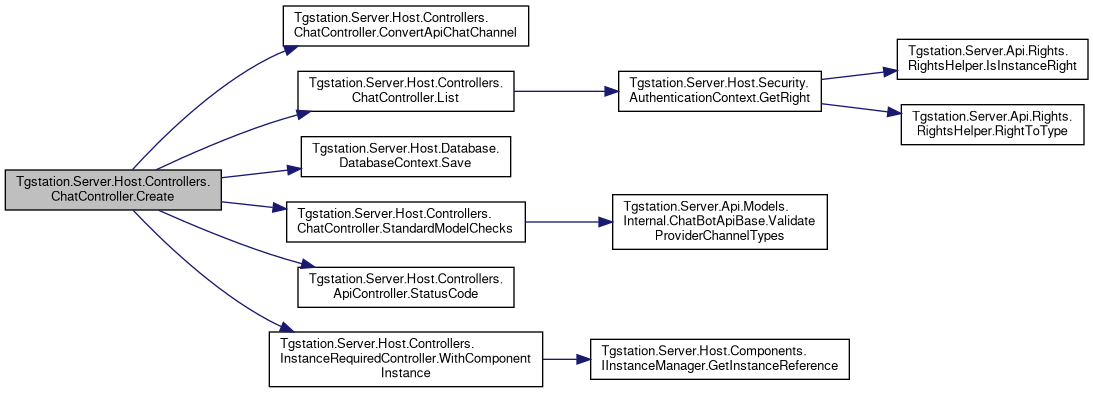 Tgstation.Server.Host.Controllers.
ChatController.Create
Tgstation.Server.Host.Controllers.
ChatController.ConvertApiChatChannel
Tgstation.Server.Host.Controllers.
ChatController.List
Tgstation.Server.Host.Security.
AuthenticationContext.GetRight
Tgstation.Server.Api.Rights.
RightsHelper.IsInstanceRight
Tgstation.Server.Api.Rights.
RightsHelper.RightToType
Tgstation.Server.Host.Database.
DatabaseContext.Save
Tgstation.Server.Host.Controllers.
ChatController.StandardModelChecks
Tgstation.Server.Api.Models.
Internal.ChatBotApiBase.Validate
ProviderChannelTypes
Tgstation.Server.Host.Controllers.
ApiController.StatusCode
Tgstation.Server.Host.Controllers.
InstanceRequiredController.WithComponent
Instance
Tgstation.Server.Host.Components.
IInstanceManager.GetInstanceReference